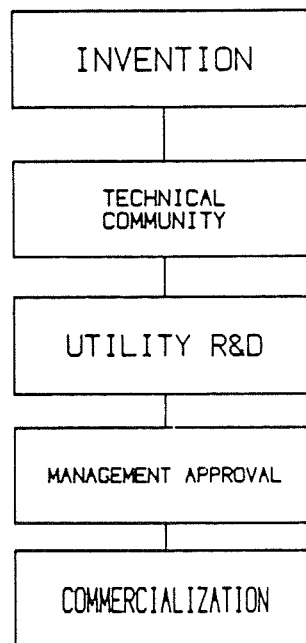 INVENTION
TECHNICAL
COMMUNITY
UTILITY R&D
MANAGEMENT APPROVAL
COMMERCIALIZATION